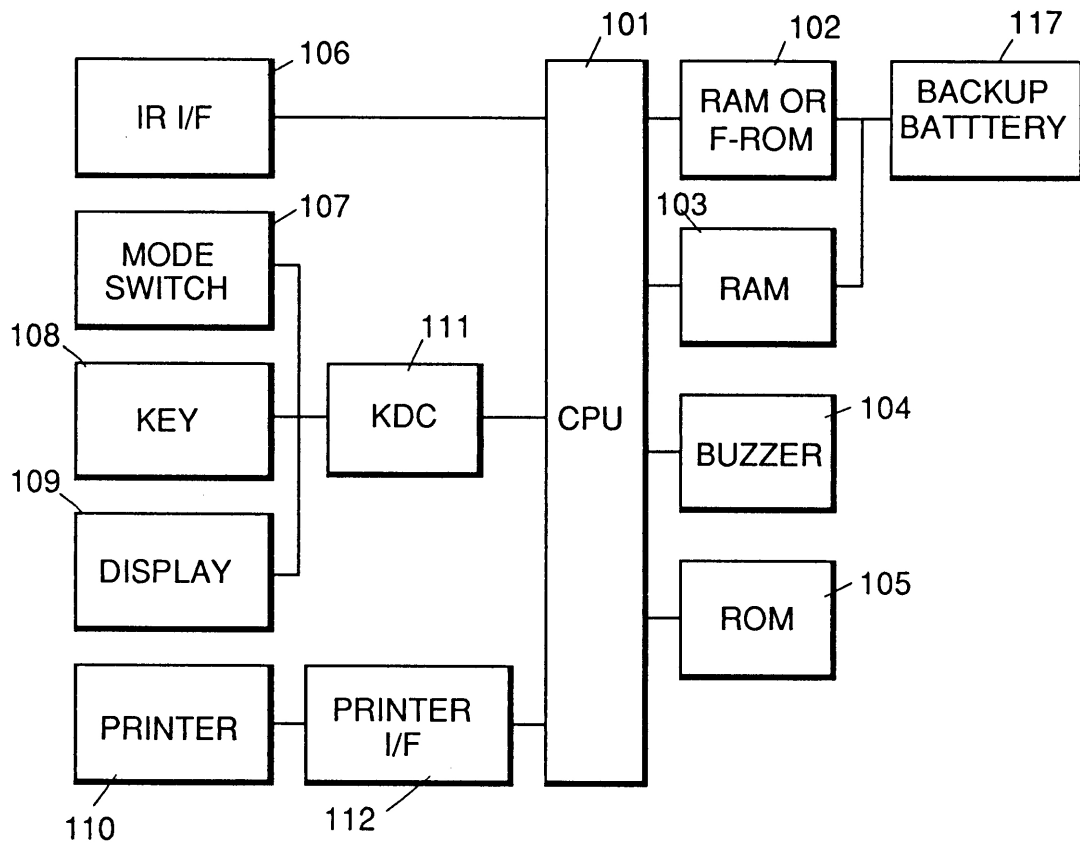 101
102
117
106
IR I/F
RAM OR
F-ROM
BACKUP
BATTTERY
107
103
MODE
SWITCH
RAM
108
111
KEY
KDC
CPU
104
BUZZER
109
DISPLAY
105
ROM
PRINTER
PRINTER
I/F
110
112